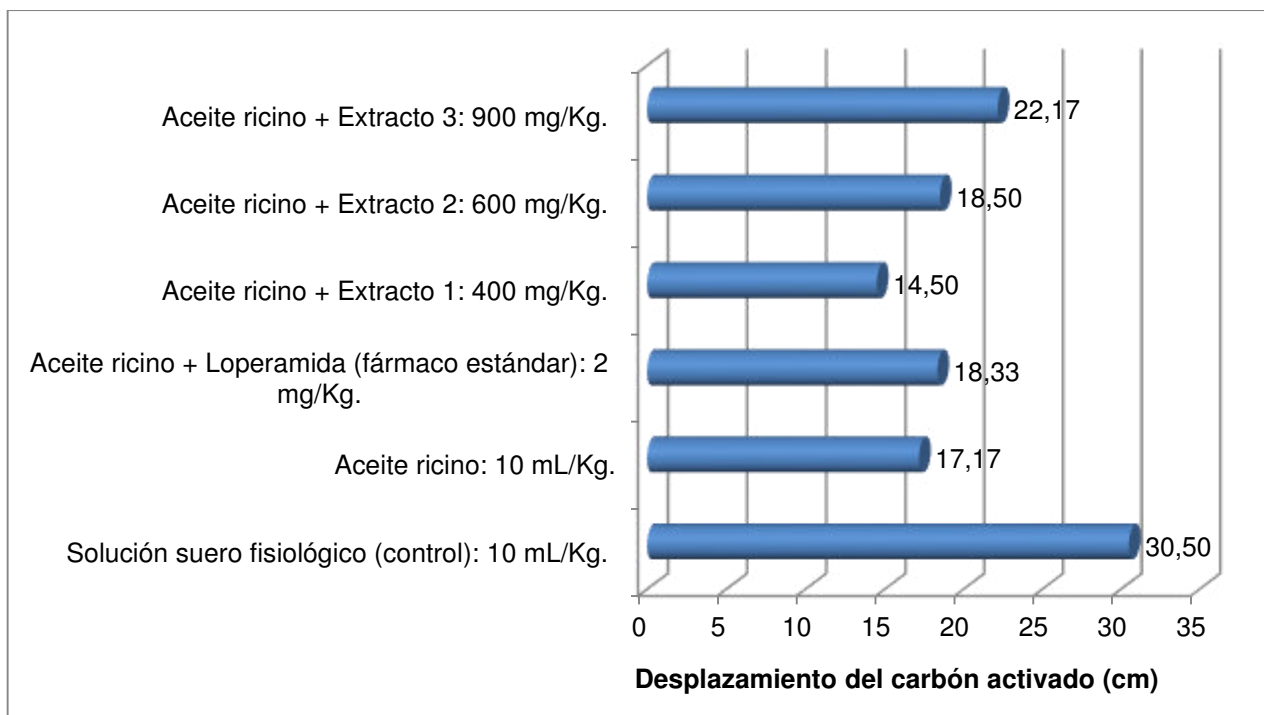 Aceite ricino + Extracto 3: 900 mg/Kg.
22,17
Aceite ricino + Extracto 2: 600 mg/Kg.
18,50
Aceite ricino + Extracto 1: 400 mg/Kg.
14,50
Aceite ricino + Loperamida (fármaco estándar): 2
mg/Kg.
18,33
Aceite ricino: 10 mL/Kg.
17,17
Solución suero fisiológico (control): 10 mL/Kg.
30,50
0 5 10 15 20 25 30 35
Desplazamiento del carbón activado (cm)